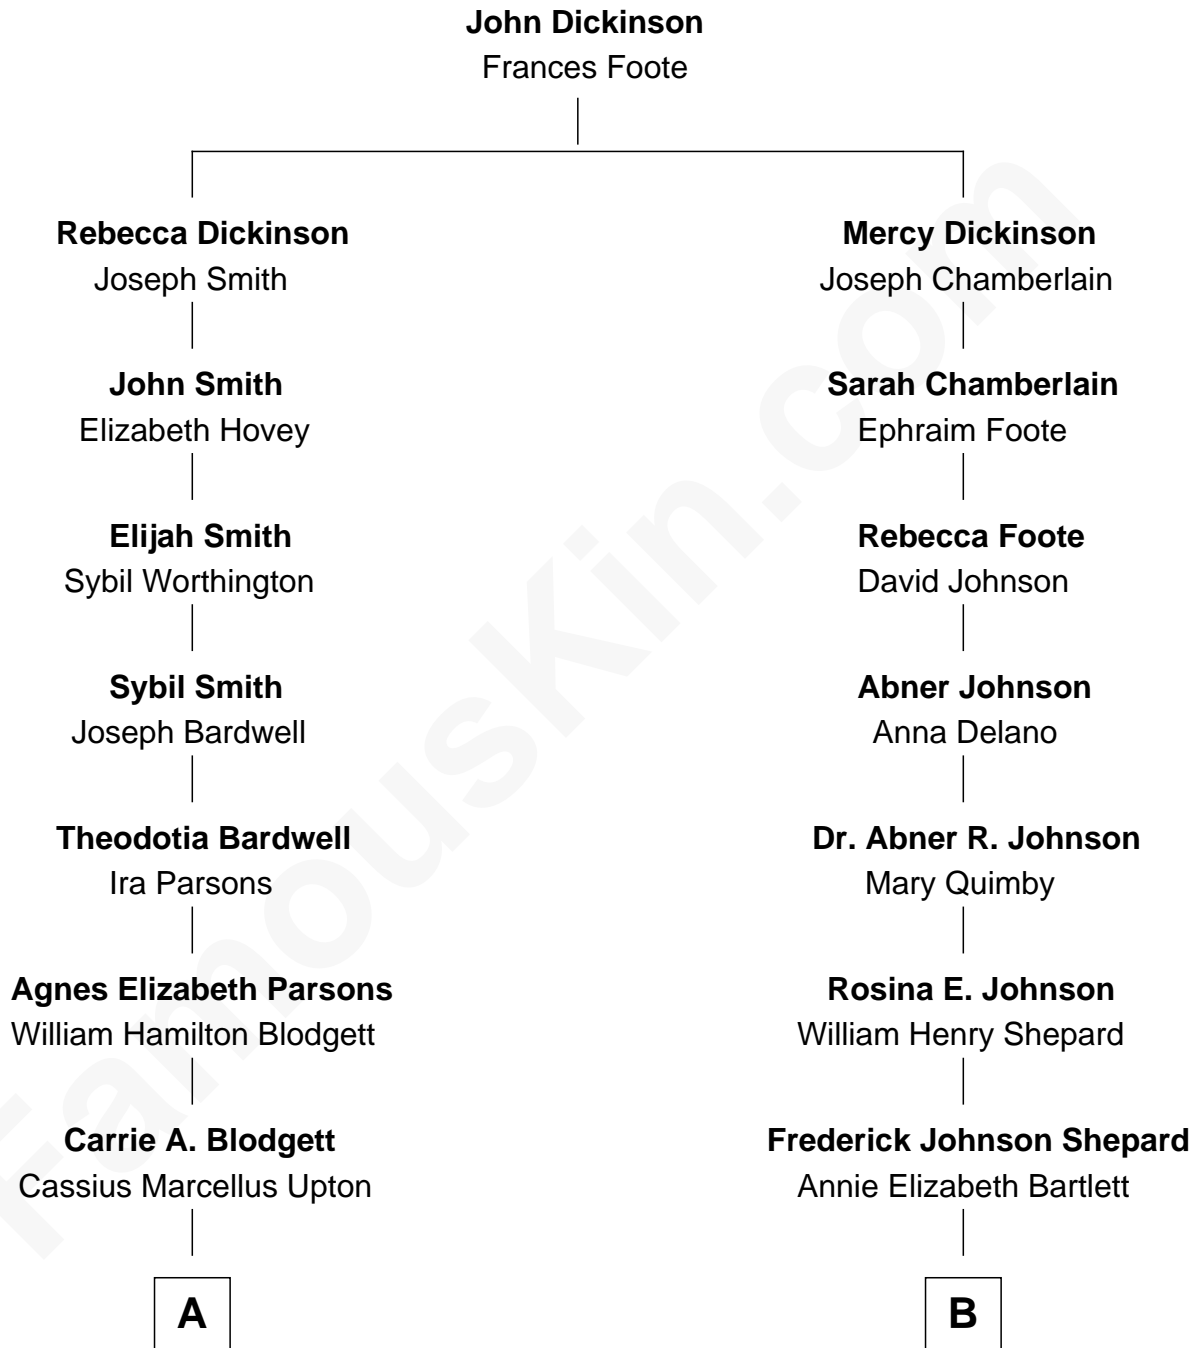 John Dickinson
Frances Foote
Rebecca Dickinson
Joseph Smith
Mercy Dickinson
Joseph Chamberlain
John Smith
Elizabeth Hovey
Sarah Chamberlain
Ephraim Foote
Elijah Smith
Sybil Worthington
Rebecca Foote
David Johnson
Sybil Smith
Joseph Bardwell
Abner Johnson
Anna Delano
Theodotia Bardwell
Ira Parsons
Dr. Abner R. Johnson
Mary Quimby
Agnes Elizabeth Parsons
William Hamilton Blodgett
Rosina E. Johnson
William Henry Shepard
Carrie A. Blodgett
Cassius Marcellus Upton
Frederick Johnson Shepard
Annie Elizabeth Bartlett
A
B
FamousKin.com